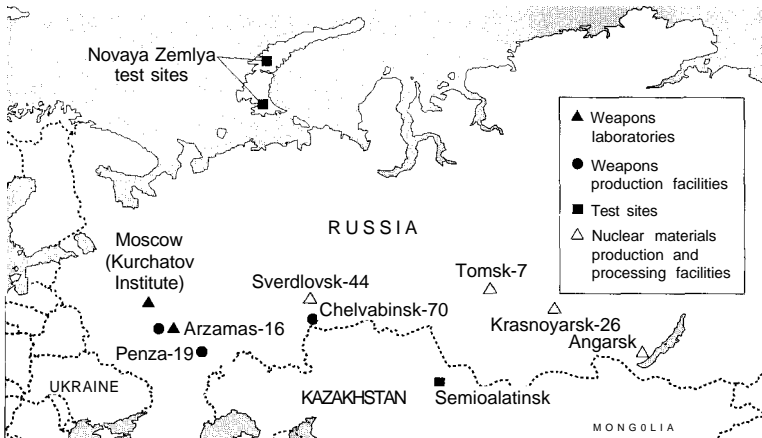 Novaya Zemlya
test sites
▲ Weapons
laboratories
● Weapons
production facilities
■ Test sites
△ Nuclear materials
production and
processing facilities
RUSSIA
Moscow
(Kurchatov
Institute)
Sverdlovsk-44
Tomsk-7
Chelvabinsk-70
Arzamas-16
Krasnoyarsk-26
Penza-19
Angarsk
UKRAINE
KAZAKHSTAN
Semioalatinsk
MONGOLIA